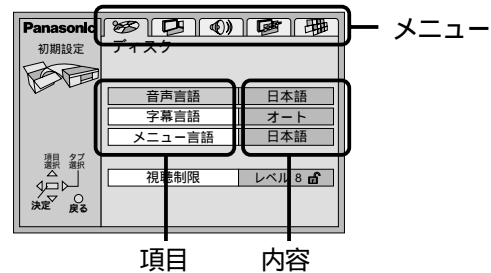 Panasonic
メニュー
初期設定
ディスク
音声言語 日本語
字幕言語 オート
メニュー言語 日本語
視聴制限 レベル 8
項目 タブ
選択 選択
決定 戻る
項目 内容